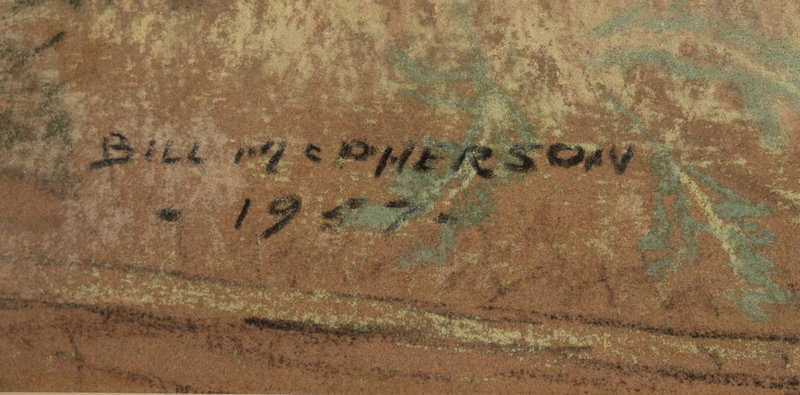 BILL McPHERSON
- 1957 -